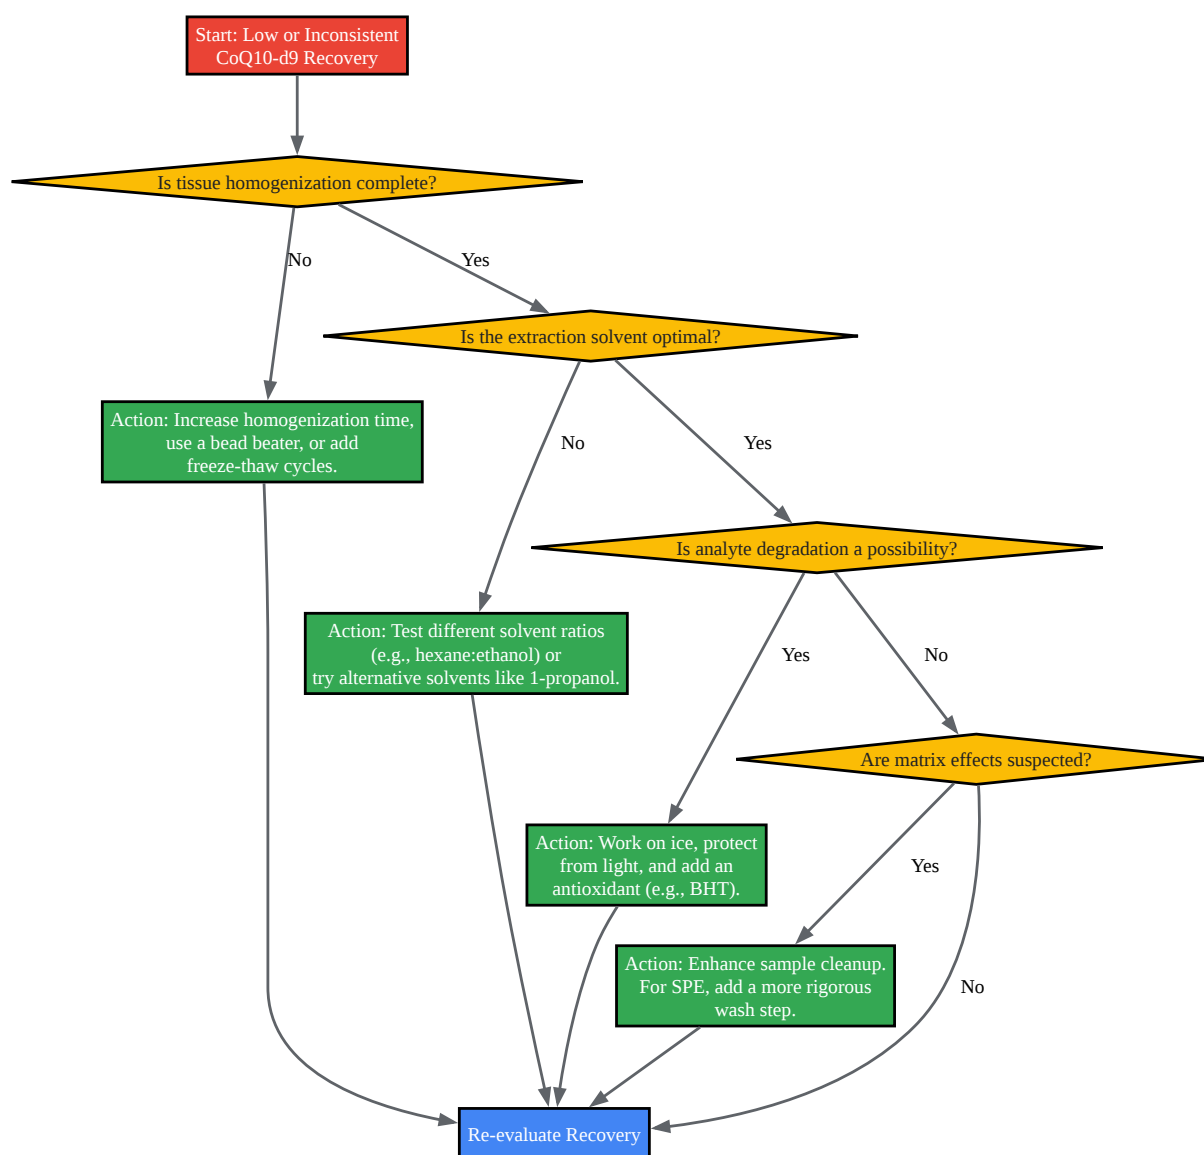 Start: Low or Inconsistent
CoQ10-d9 Recovery
Is tissue homogenization complete?
No
Yes
Is the extraction solvent optimal?
Action: Increase homogenization time,
use a bead beater, or add
freeze-thaw cycles.
No
Yes
Is analyte degradation a possibility?
Action: Test different solvent ratios
(e.g., hexane:ethanol) or
try alternative solvents like 1-propanol.
Yes
No
Are matrix effects suspected?
Action: Work on ice, protect
from light, and add an
antioxidant (e.g., BHT).
Yes
Action: Enhance sample cleanup.
For SPE, add a more rigorous
wash step.
No
Re-evaluate Recovery